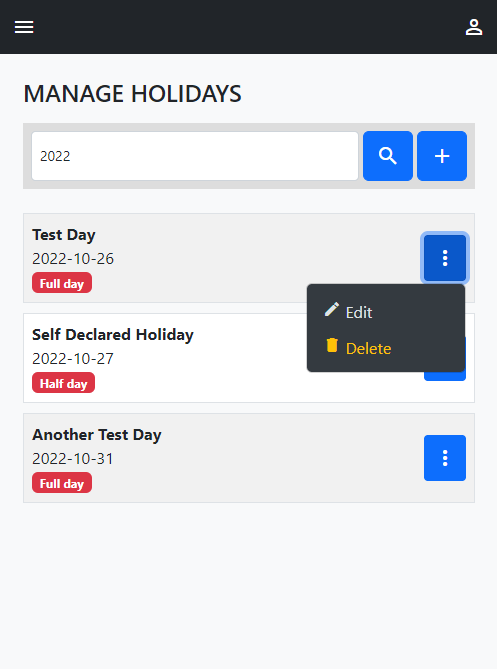 MANAGE HOLIDAYS
2022
Test Day
2022-10-26
Full day
Edit
Delete
Self Declared Holiday
2022-10-27
Half day
Another Test Day
2022-10-31
Full day